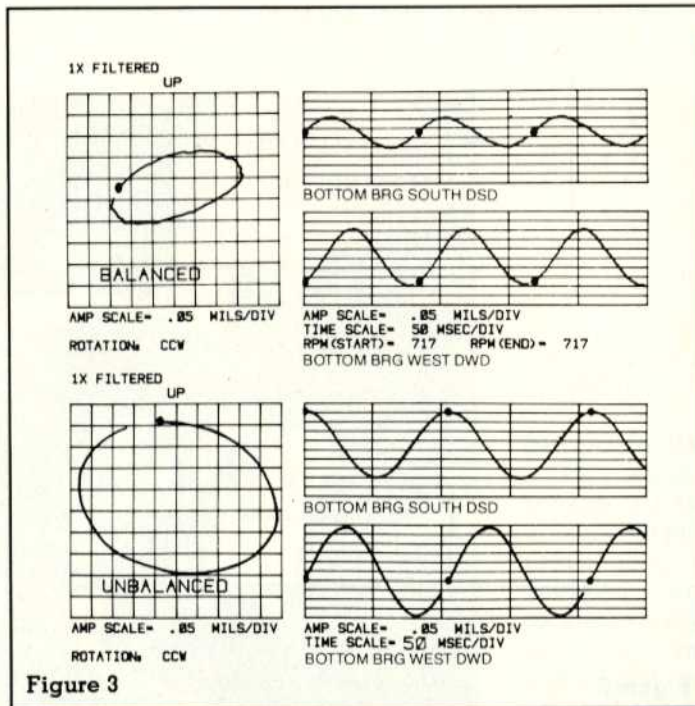 1X FILTERED
UP
BALANCED
AMP SCALE= .05 MILS/DIV
ROTATION: CCW
BOTTOM BRG SOUTH DSD
AMP SCALE= .05 MILS/DIV
TIME SCALE= 50 MSEC/DIV
RPM(START)= 717 RPM(END)= 717
BOTTOM BRG WEST DWD
1X FILTERED
UP
UNBALANCED
AMP SCALE= .05 MILS/DIV
ROTATION: CCW
BOTTOM BRG SOUTH DSD
AMP SCALE= .05 MILS/DIV
TIME SCALE= 50 MSEC/DIV
BOTTOM BRG WEST DWD
Figure 3